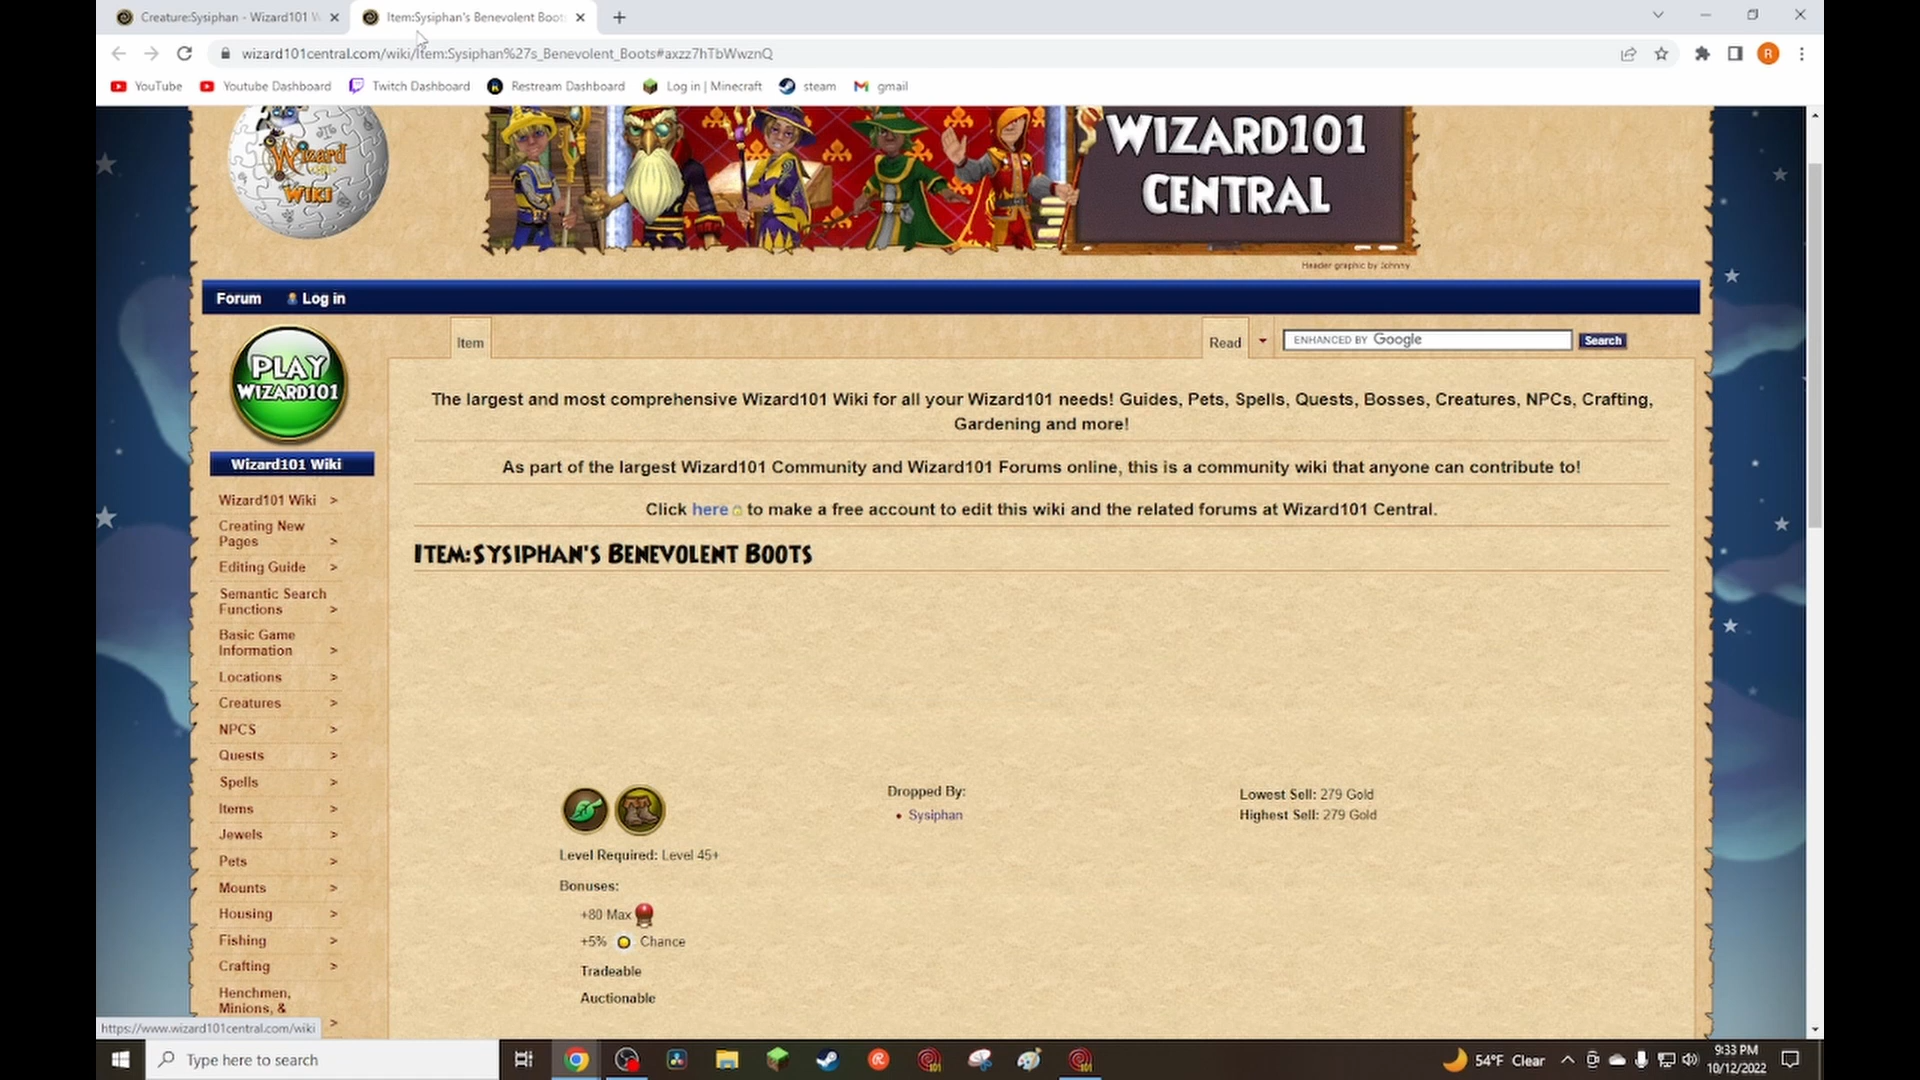 Creature:Sysiphan - Wizard101 W
Item:Sysiphan's Benevolent Boot
wizard101central.com/wiki/Item:Sysiphan%27s_Benevolent_Boots#axzz7hTbWwznQ
R
YouTube
Youtube Dashboard
Twitch Dashboard
Restream Dashboard
Log in | Minecraft
steam
gmail
Wizard
WIKI
WIZARD101
CENTRAL
Header graphic by Johnny
Forum
Log in
PLAY
WIZARD101
Item
Read
ENHANCED BY Google
Search
The largest and most comprehensive Wizard101 Wiki for all your Wizard101 needs! Guides, Pets, Spells, Quests, Bosses, Creatures, NPCs, Crafting,
Gardening and more!
As part of the largest Wizard101 Community and Wizard101 Forums online, this is a community wiki that anyone can contribute to!
Click here to make a free account to edit this wiki and the related forums at Wizard101 Central.
ITEM:SYSIPHAN'S BENEVOLENT BOOTS
Wizard101 Wiki
Wizard101 Wiki >
Creating New
Pages >
Editing Guide >
Semantic Search
Functions >
Basic Game
Information >
Locations >
Creatures >
NPCS >
Quests >
Spells >
Items >
Jewels >
Pets >
Mounts >
Housing >
Fishing >
Crafting >
Henchmen,
Minions, &
>
Level Required: Level 45+
Bonuses:
+80 Max
+5% Chance
Tradeable
Auctionable
Dropped By:
• Sysiphan
Lowest Sell: 279 Gold
Highest Sell: 279 Gold
https://www.wizard101central.com/wiki
Type here to search
101
101
54°F Clear
9:33 PM
10/12/2022